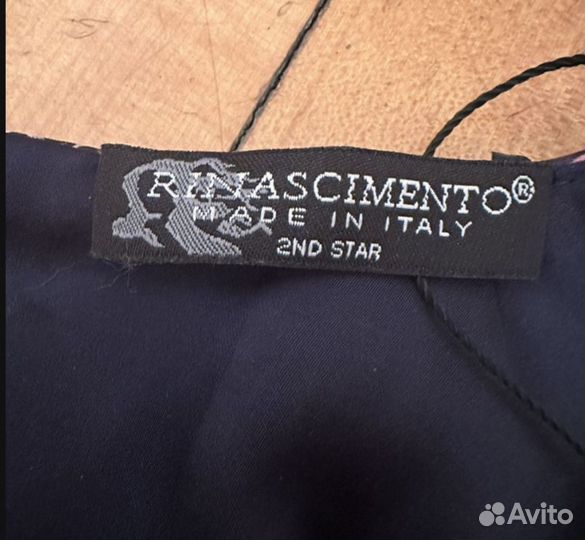 RINASCIMENTO®
MADE IN ITALY
2ND STAR
Avito